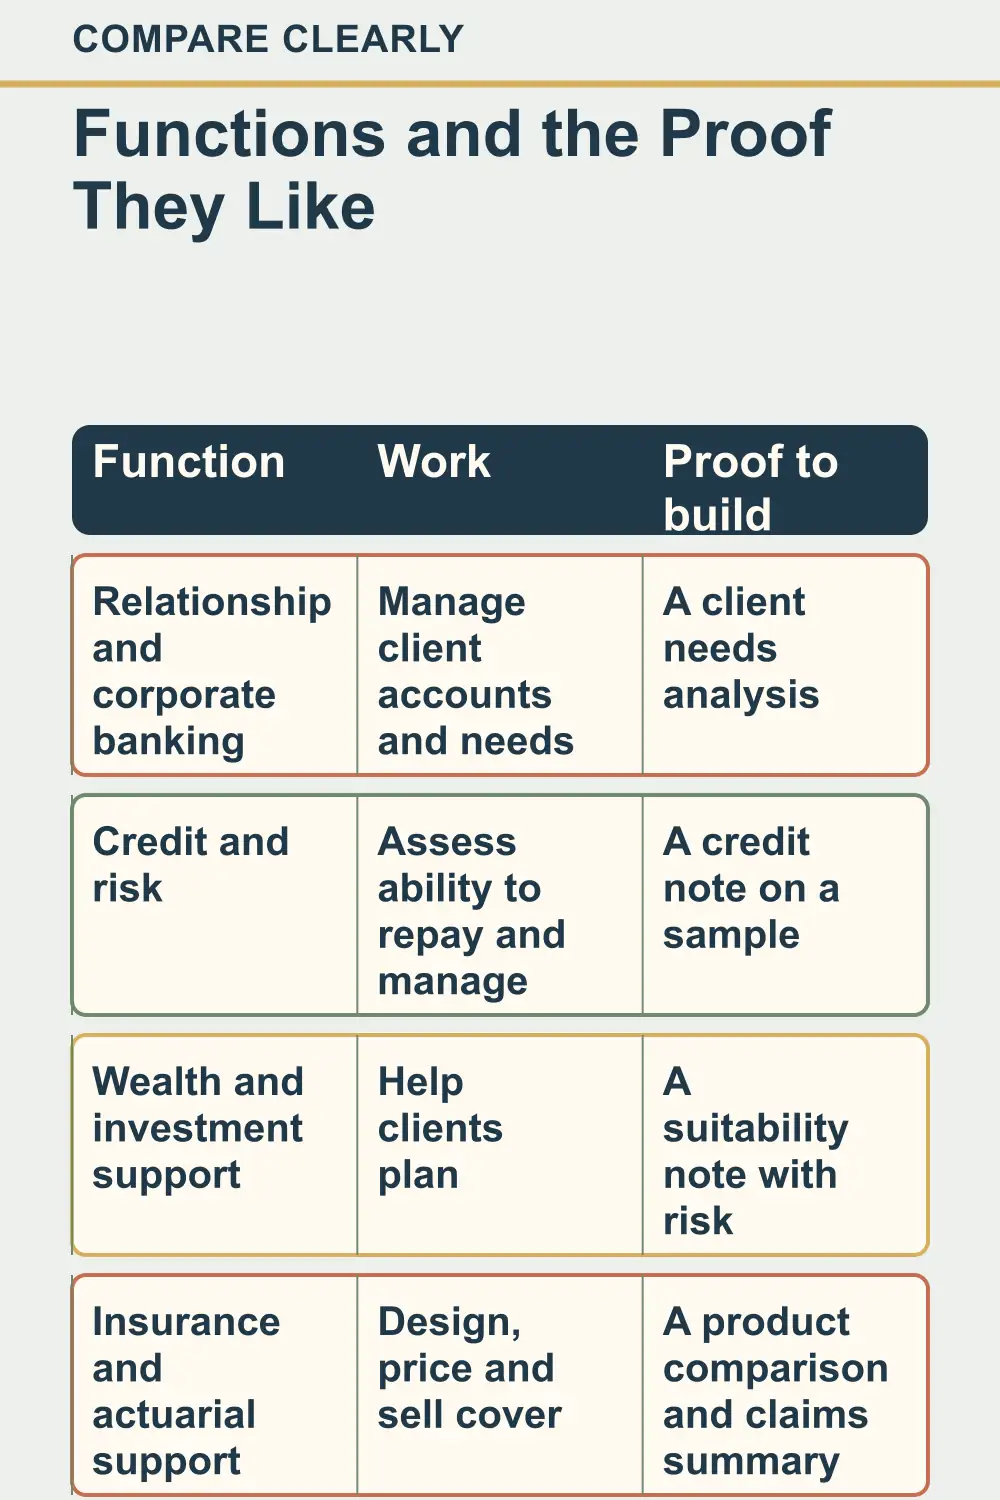 COMPARE CLEARLY
Functions and the Proof
They Like
Function
Work
Proof to
build
Relationship
and
corporate
banking
Manage
client
accounts
and needs
A client
needs
analysis
Credit and
risk
Assess
ability to
repay and
manage
A credit
note on a
sample
Wealth and
investment
support
Help
clients
plan
A
suitability
note with
risk
Insurance
and
actuarial
support
Design,
price and
sell cover
A product
comparison
and claims
summary